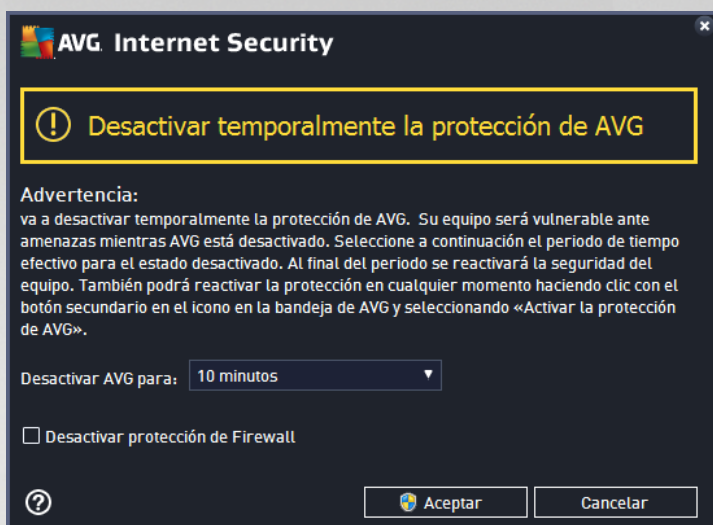 AVG. Internet Security
Desactivar temporalmente la protección de AVG
Advertencia:
va a desactivar temporalmente la protección de AVG. Su equipo será vulnerable ante
amenazas mientras AVG está desactivado. Seleccione a continuación el periodo de tiempo
efectivo para el estado desactivado. Al final del periodo se reactivará la seguridad del
equipo. También podrá reactivar la protección en cualquier momento haciendo clic con el
botón secundario en el icono en la bandeja de AVG y seleccionando «Activar la protección
de AVG».
Desactivar AVG para: 10 minutos
Desactivar protección de Firewall
Aceptar Cancelar